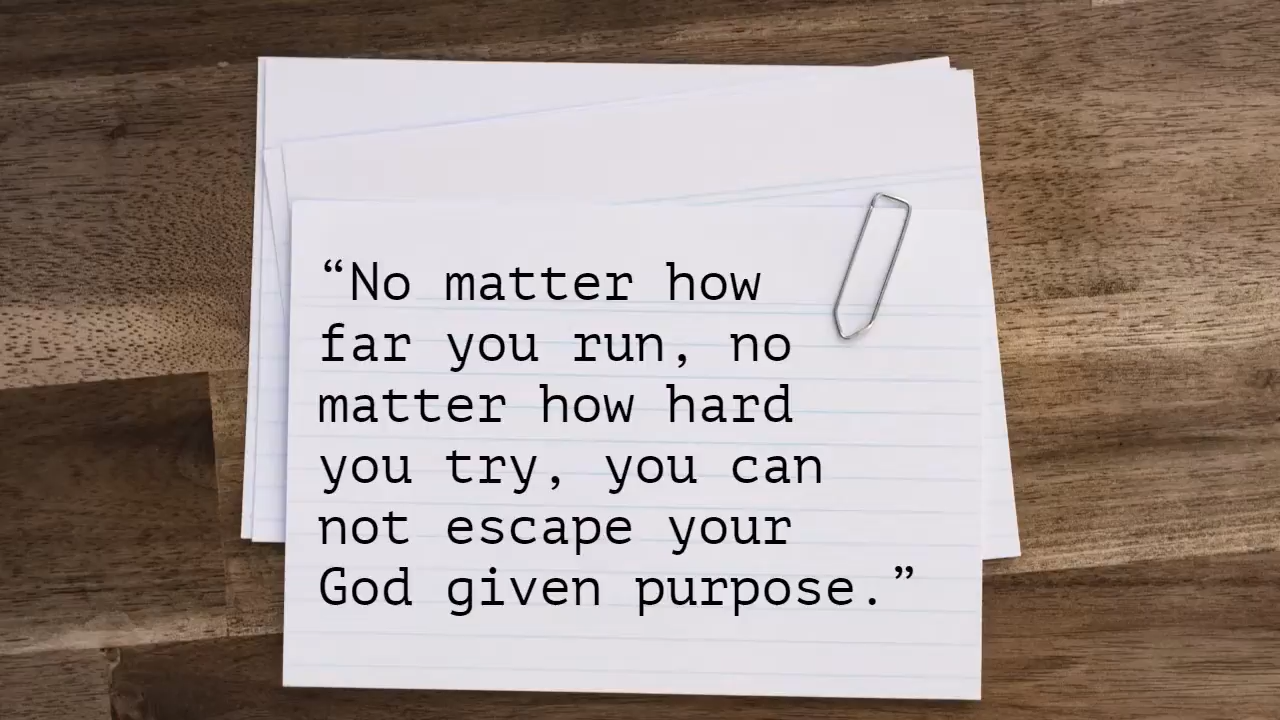 “No matter how
far you run, no
matter how hard
you try, you can
not escape your
God given purpose.”